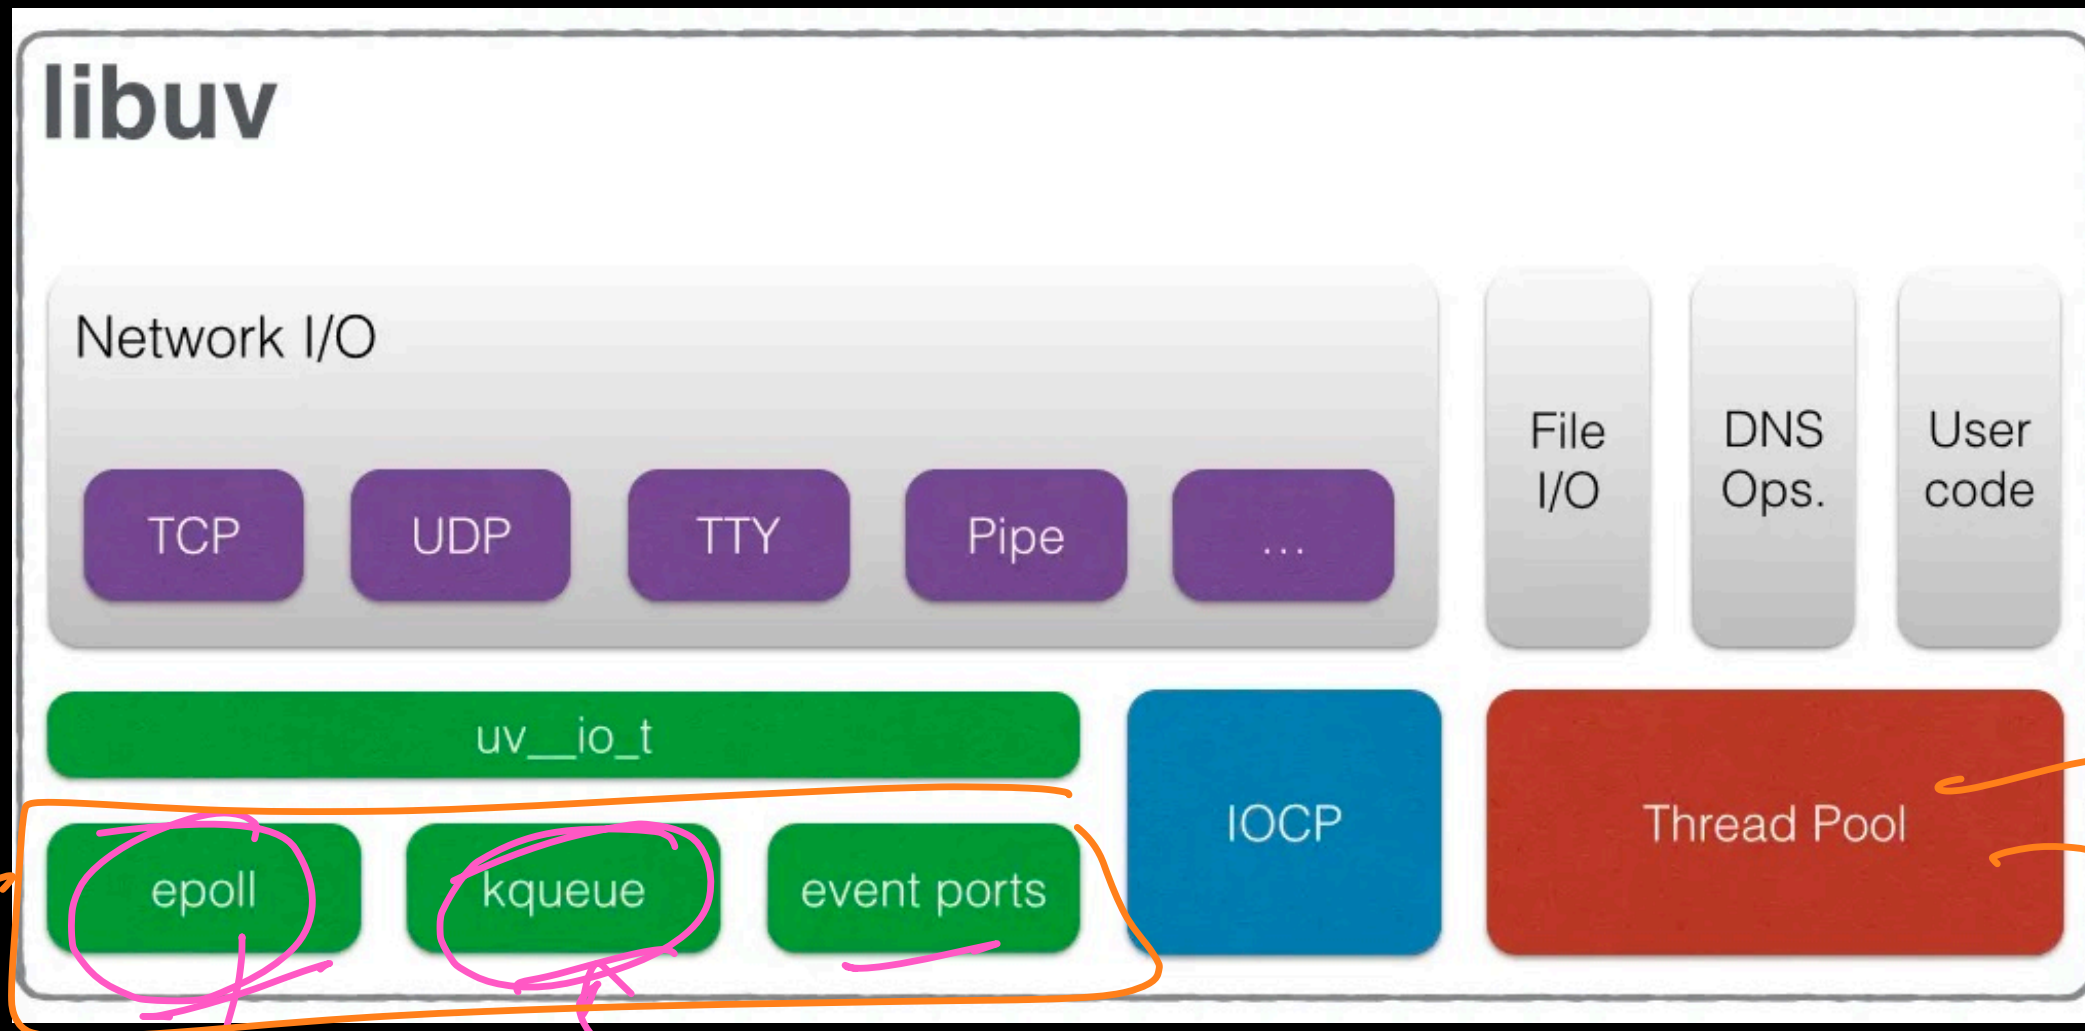 libuv
Network I/O
TCP
UDP
TTY
Pipe
...
File
I/O
DNS
Ops.
User
code
uv__io_t
IOCP
Thread Pool
epoll
kqueue
event ports